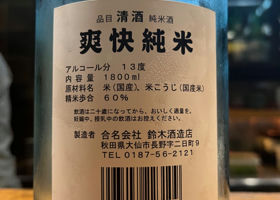 品目 清酒 純米酒
爽快純米
アルコール分 13度
内容量 1800ml
原材料名 米(国産)、米こうじ(国産米)
精米歩合 60%
飲酒は二十歳になってから。おいしく適量を。
妊娠中、授乳中の飲酒はお控えください。
製造者 合名会社 鈴木酒造店
秋田県大仙市長野字二日町9
TEL 0187-56-2121